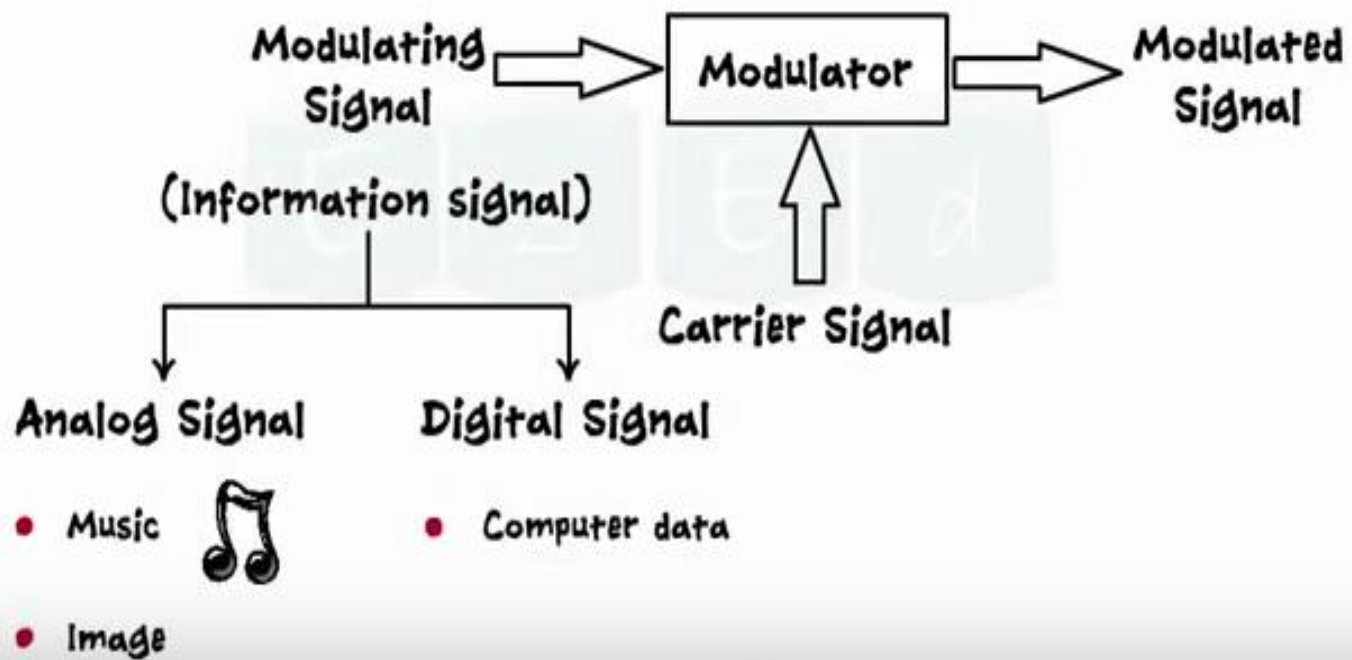 Modulating
Signal
Modulator
Modulated
Signal
(Information signal)
Carrier Signal
Analog Signal
Digital Signal
• Music
• Computer data
• Image